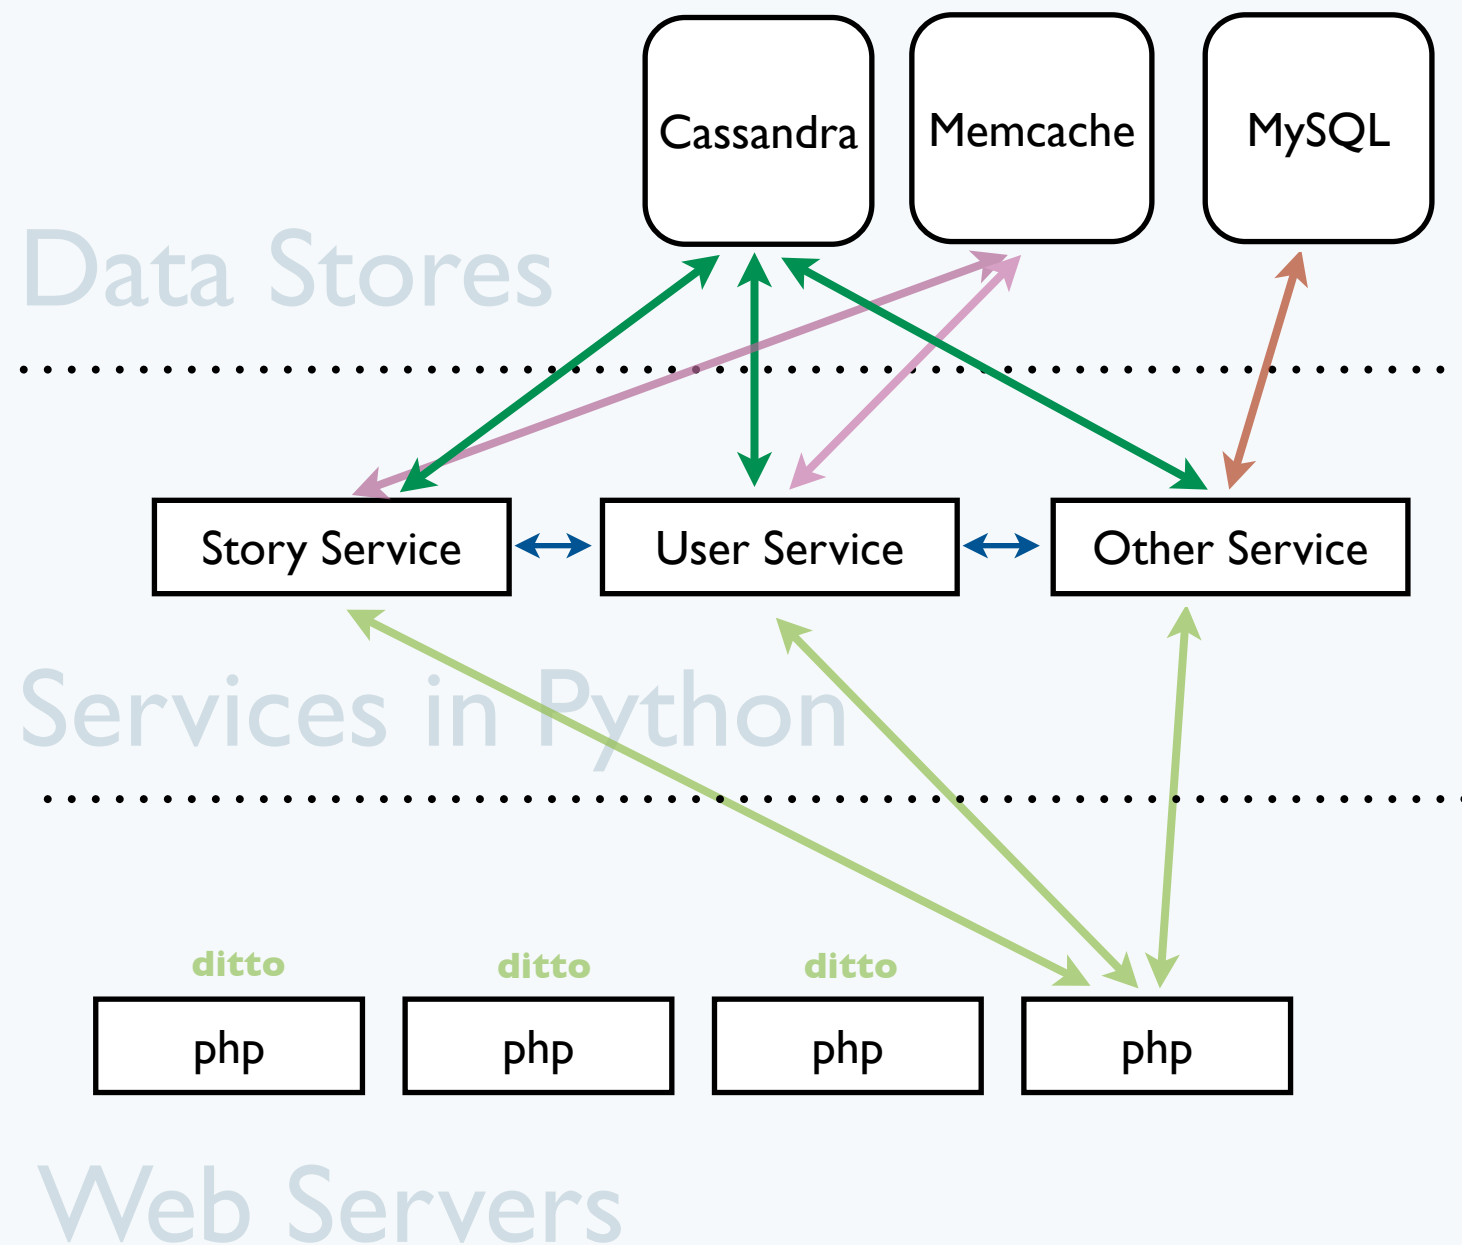 Cassandra
Memcache
MySQL
Data Stores
Story Service
User Service
Other Service
Services in Python
ditto
ditto
ditto
php
php
php
php
Web Servers